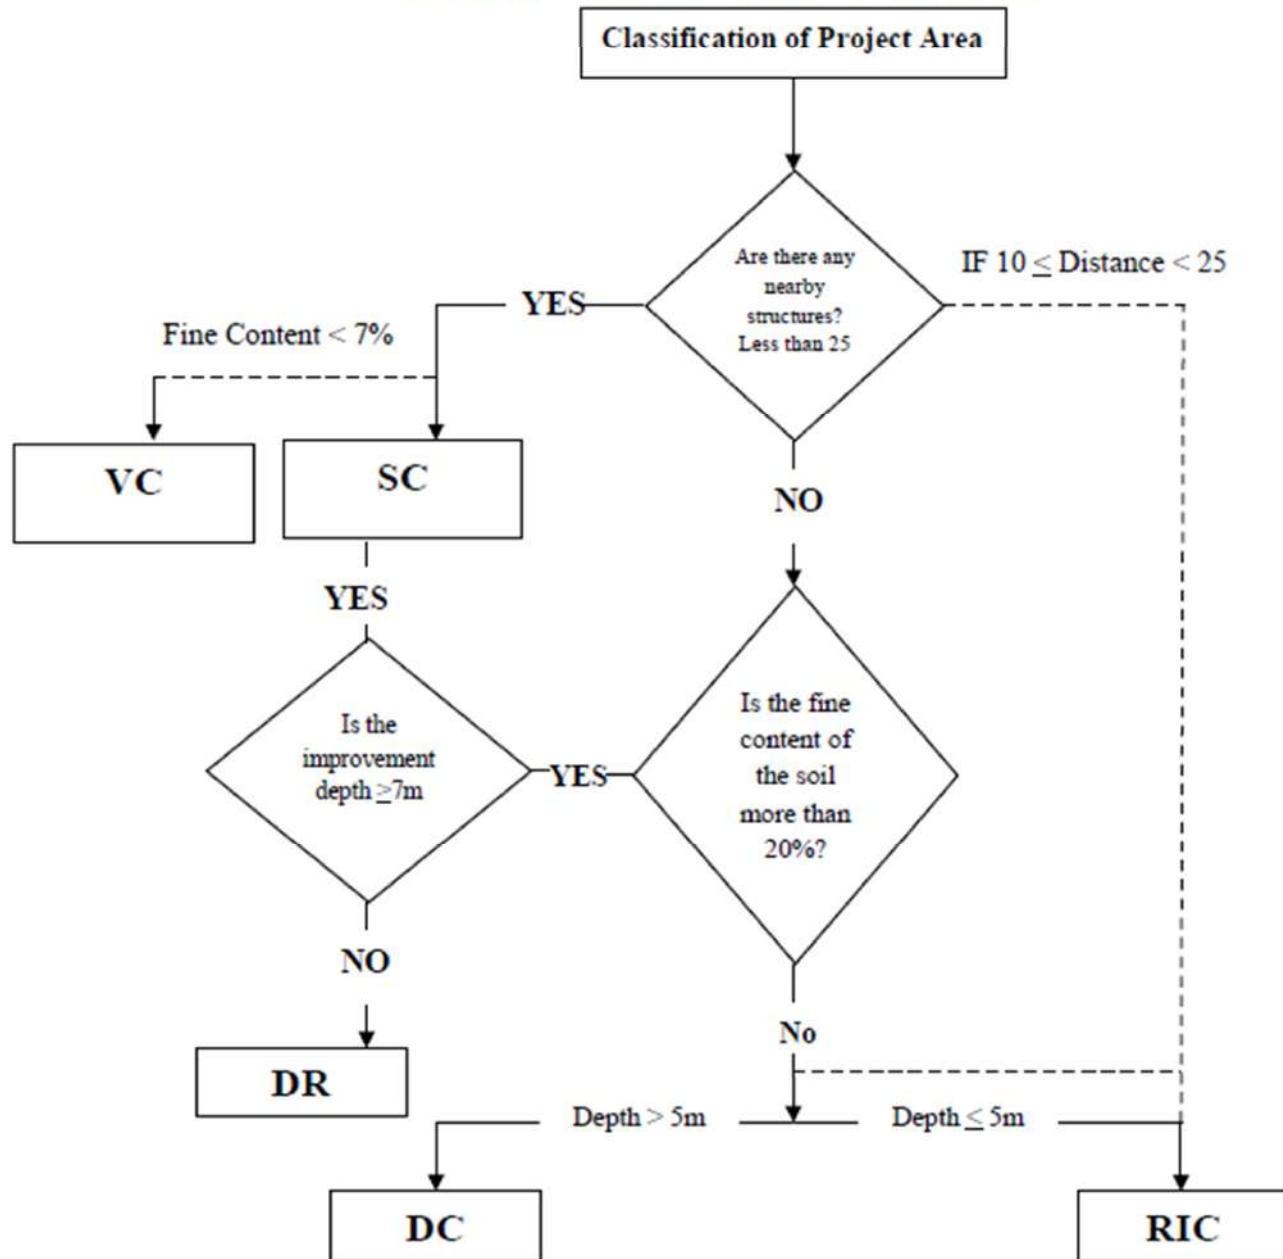 Classification of Project Area
Are there any
nearby
structures?
Less than 25
IF 10 ≤ Distance < 25
YES
Fine Content < 7%
VC
SC
NO
YES
Is the
improvement
depth ≥7m
YES
Is the fine
content of
the soil
more than
20%?
NO
No
DR
Depth > 5m
Depth ≤ 5m
DC
RIC